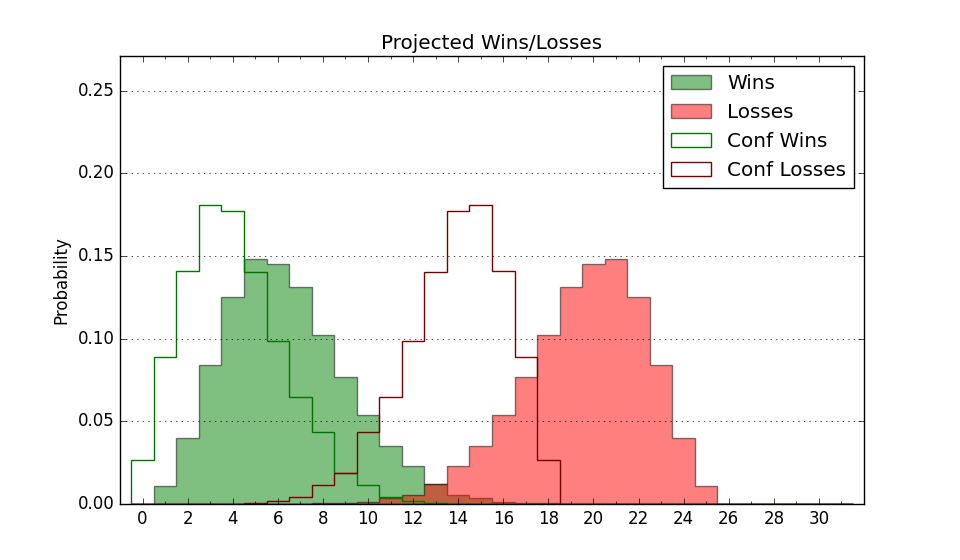 Projected Wins/Losses
Wins
Losses
Conf Wins
Conf Losses
Probability
0.25
0.20
0.15
0.10
0.05
0.00
0 2 4 6 8 10 12 14 16 18 20 22 24 26 28 30